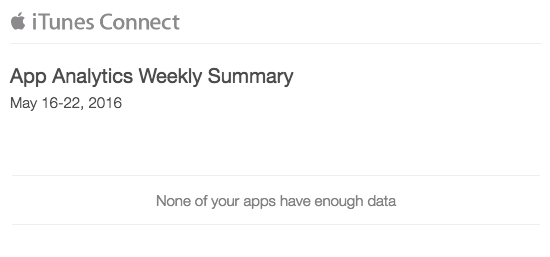 iTunes Connect
App Analytics Weekly Summary
May 16-22, 2016
None of your apps have enough data